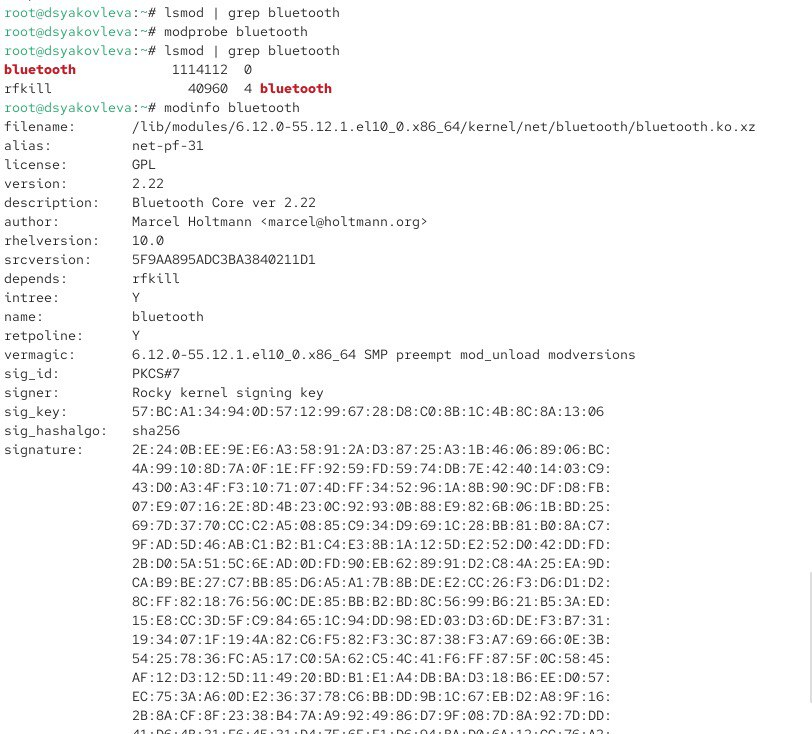 root@dsyakovleva:~# lsmod | grep bluetooth
root@dsyakovleva:~# modprobe bluetooth
root@dsyakovleva:~# lsmod | grep bluetooth
bluetooth 1114112 0
rfkill 40960 4 bluetooth
root@dsyakovleva:~# modinfo bluetooth
filename: /lib/modules/6.12.0-55.12.1.el10_0.x86_64/kernel/net/bluetooth/bluetooth.ko.xz
alias: net-pf-31
license: GPL
version: 2.22
description: Bluetooth Core ver 2.22
author: Marcel Holtmann <marcel@holtmann.org>
rhelversion: 10.0
srcversion: 5F9AA895ADC3BA3840211D1
depends: rfkill
intree: Y
name: bluetooth
retpoline: Y
vermagic: 6.12.0-55.12.1.el10_0.x86_64 SMP preempt mod_unload modversions
sig_id: PKCS#7
signer: Rocky kernel signing key
sig_key: 57:BC:A1:34:94:0D:57:12:99:67:28:D8:C0:8B:1C:4B:8C:8A:13:06
sig_hashalgo: sha256
signature: 2E:24:0B:EE:9E:E6:A3:58:91:2A:D3:87:25:A3:1B:46:06:89:06:BC:
4A:99:10:8D:7A:0F:1E:FF:92:59:FD:59:74:DB:7E:42:40:14:03:C9:
43:D0:A3:4F:F3:10:71:07:4D:FF:34:52:96:1A:8B:90:9C:DF:D8:FB:
07:E9:07:16:2E:8D:4B:23:0C:92:93:0B:88:E9:82:6B:06:1B:BD:25:
69:7D:37:70:CC:C2:A5:08:85:C9:34:D9:69:1C:28:BB:81:B0:8A:C7:
9F:AD:5D:46:AB:C1:B2:B1:C4:E3:8B:1A:12:5D:E2:52:D0:42:DD:FD:
2B:D0:5A:51:5C:6E:AD:0D:FD:90:EB:62:89:91:D2:C8:4A:25:EA:9D:
CA:B9:BE:27:C7:BB:85:D6:A5:A1:7B:8B:DE:E2:CC:26:F3:D6:D1:D2:
8C:FF:82:18:76:56:0C:DE:85:BB:B2:BD:8C:56:99:B6:21:B5:3A:ED:
15:E8:CC:3D:5F:C9:84:65:1C:94:DD:98:ED:03:D3:6D:DE:F3:B7:31:
19:34:07:1F:19:4A:82:C6:F5:82:F3:3C:87:38:F3:A7:69:66:0E:3B:
54:25:78:36:FC:A5:17:C0:5A:62:C5:4C:41:F6:FF:87:5F:0C:58:45:
AF:12:D3:12:5D:11:49:20:BD:B1:E1:A4:DB:BA:D3:18:B6:EE:D0:57:
EC:75:3A:A6:0D:E2:36:37:78:C6:BB:DD:9B:1C:67:EB:D2:A8:9F:16:
2B:8A:CF:8F:23:38:B4:7A:A9:92:49:86:D7:9F:08:7D:8A:92:7D:DD: